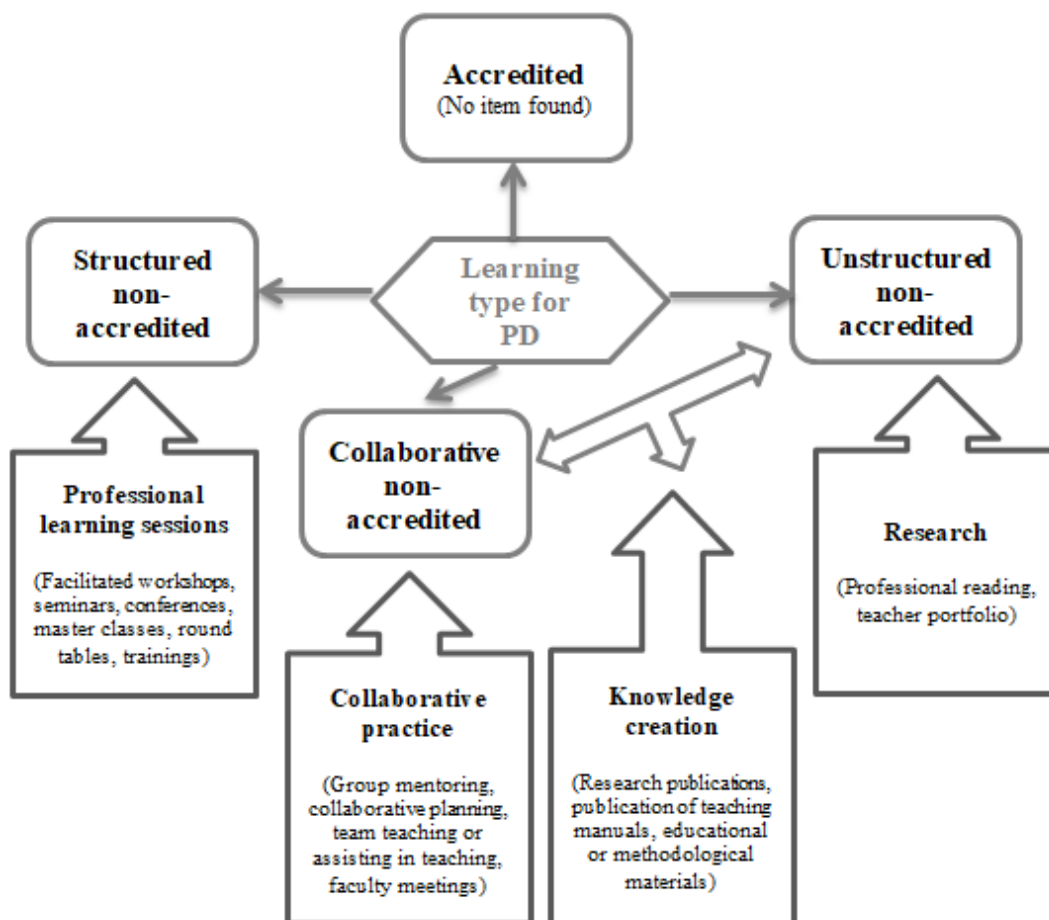 Accredited
(No item found)
Structured
non-
accredited
Learning
type for
PD
Unstructured
non-
accredited
Collaborative
non-
accredited
Professional
learning sessions
(Facilitated workshops,
seminars, conferences,
master classes, round
tables, trainings)
Collaborative
practice
(Group mentoring,
collaborative planning,
team teaching or
assisting in teaching,
faculty meetings)
Knowledge
creation
(Research publications,
publication of teaching
manuals, educational
or methodological
materials)
Research
(Professional reading,
teacher portfolio)